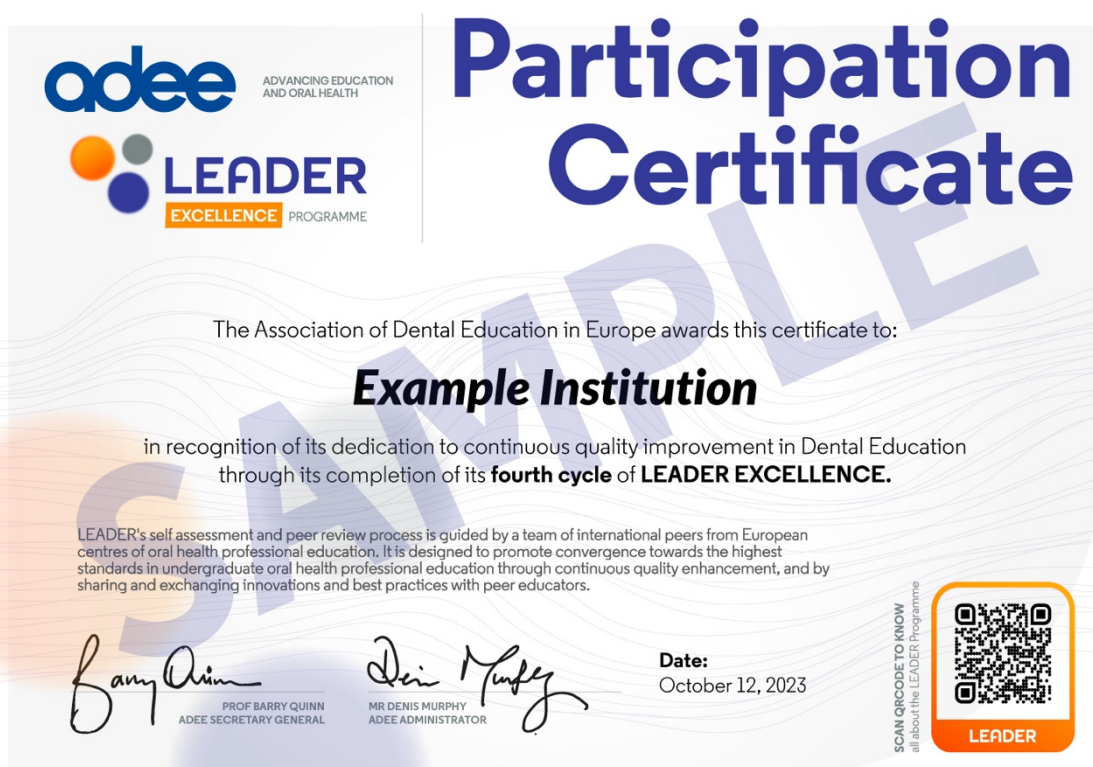 adee
ADVANCING EDUCATION
AND ORAL HEALTH
LEADER
EXCELLENCE PROGRAMME
Participation
Certificate
SAMPLE
The Association of Dental Education in Europe awards this certificate to:
Example Institution
in recognition of its dedication to continuous quality improvement in Dental Education
through its completion of its fourth cycle of LEADER EXCELLENCE.
LEADER's self assessment and peer review process is guided by a team of international peers from European
centres of oral health professional education. It is designed to promote convergence towards the highest
standards in undergraduate oral health professional education through continuous quality enhancement, and by
sharing and exchanging innovations and best practices with peer educators.
Barry Quinn
PROF BARRY QUINN
ADEE SECRETARY GENERAL
Denis Murphy
MR DENIS MURPHY
ADEE ADMINISTRATOR
Date:
October 12, 2023
SCAN QRCODE TO KNOW
all about the LEADER Programme
LEADER